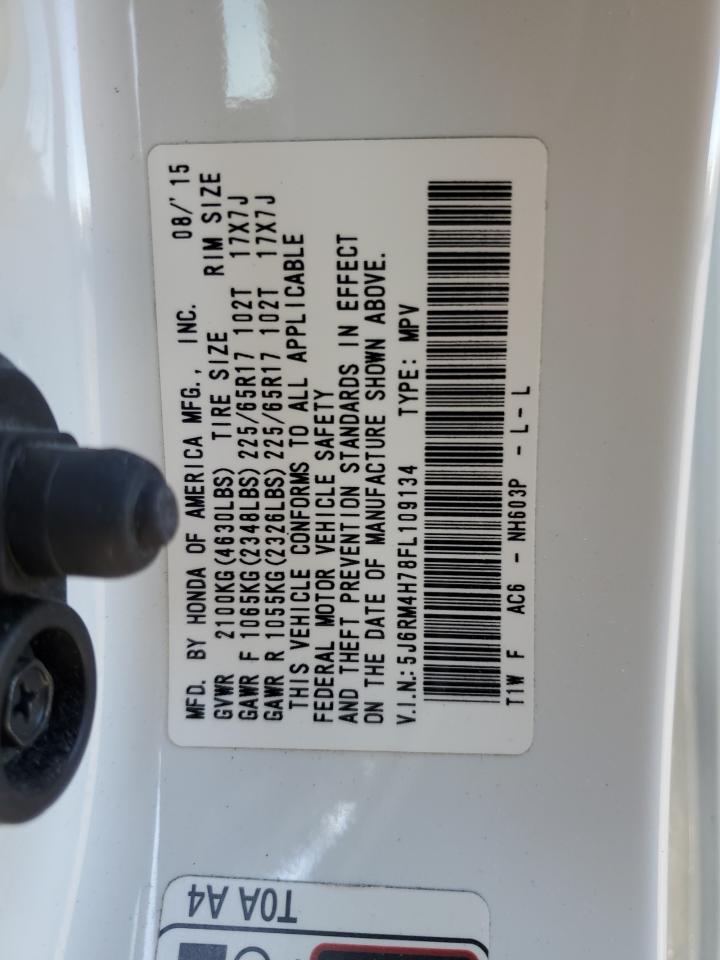 MFD. BY HONDA OF AMERICA MFG., INC. 08/'15
GVWR 2100KG(4630LBS) TIRE SIZE RIM SIZE
GAWR F 1065KG(2348LBS) 225/65R17 102T 17X7J
GAWR R 1055KG(2326LBS) 225/65R17 102T 17X7J
THIS VEHICLE CONFORMS TO ALL APPLICABLE
FEDERAL MOTOR VEHICLE SAFETY
AND THEFT PREVENTION STANDARDS IN EFFECT
ON THE DATE OF MANUFACTURE SHOWN ABOVE.
V.I.N.: 5J6RM4H78FL109134 TYPE: MPV
T1W F AC6 - NH603P - L - L
T0A A4